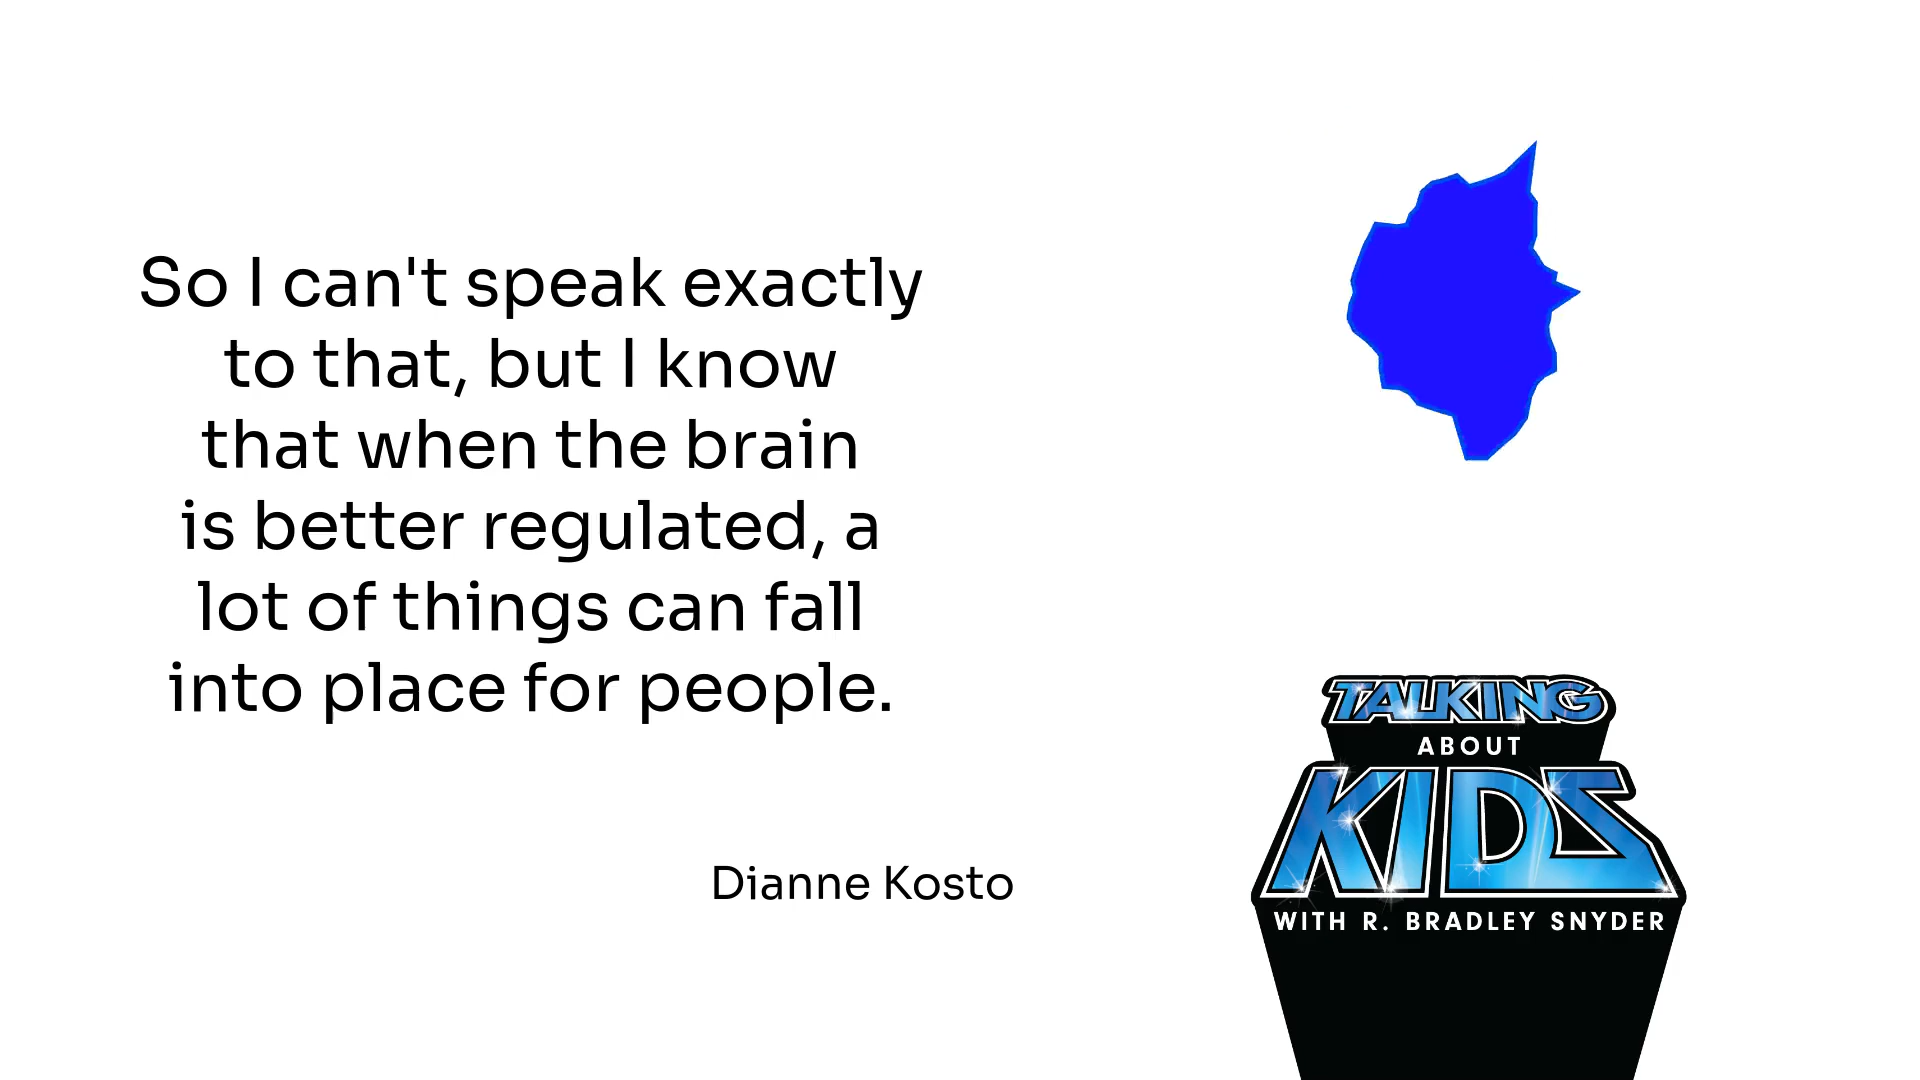 So I can't speak exactly
to that, but I know
that when the brain
is better regulated, a
lot of things can fall
into place for people.
Dianne Kosto
TALKING
ABOUT
KIDS
WITH R. BRADLEY SNYDER